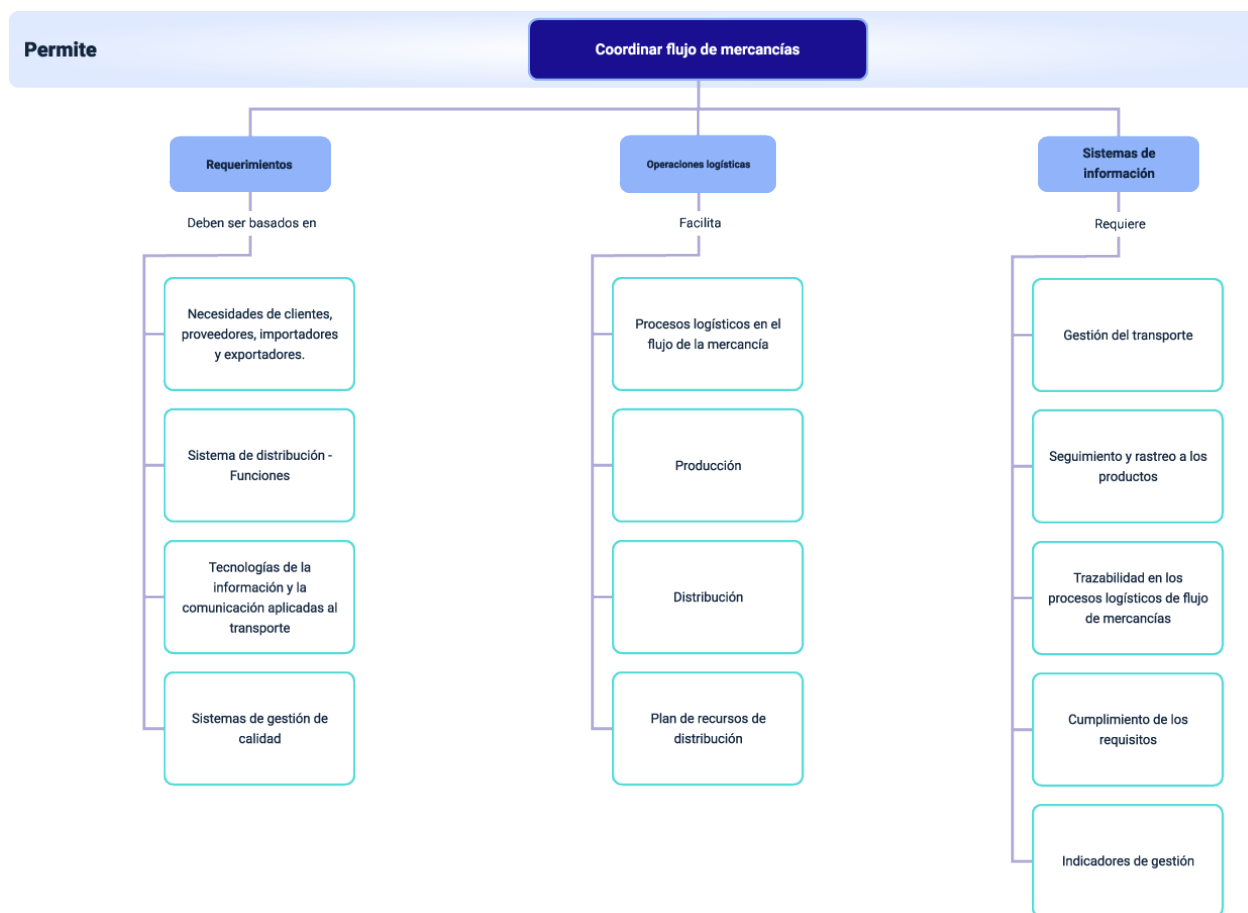 Permite
Coordinar flujo de mercancías
Requerimientos
Deben ser basados en
Necesidades de clientes,
proveedores, importadores
y exportadores.
Sistema de distribución -
Funciones
Tecnologías de la
información y la
comunicación aplicadas al
transporte
Sistemas de gestión de
calidad
Operaciones logísticas
Facilita
Procesos logísticos en el
flujo de la mercancía
Producción
Distribución
Plan de recursos de
distribución
Sistemas de
información
Requiere
Gestión del transporte
Seguimiento y rastreo a los
productos
Trazabilidad en los
procesos logísticos de flujo
de mercancías
Cumplimiento de los
requisitos
Indicadores de gestión